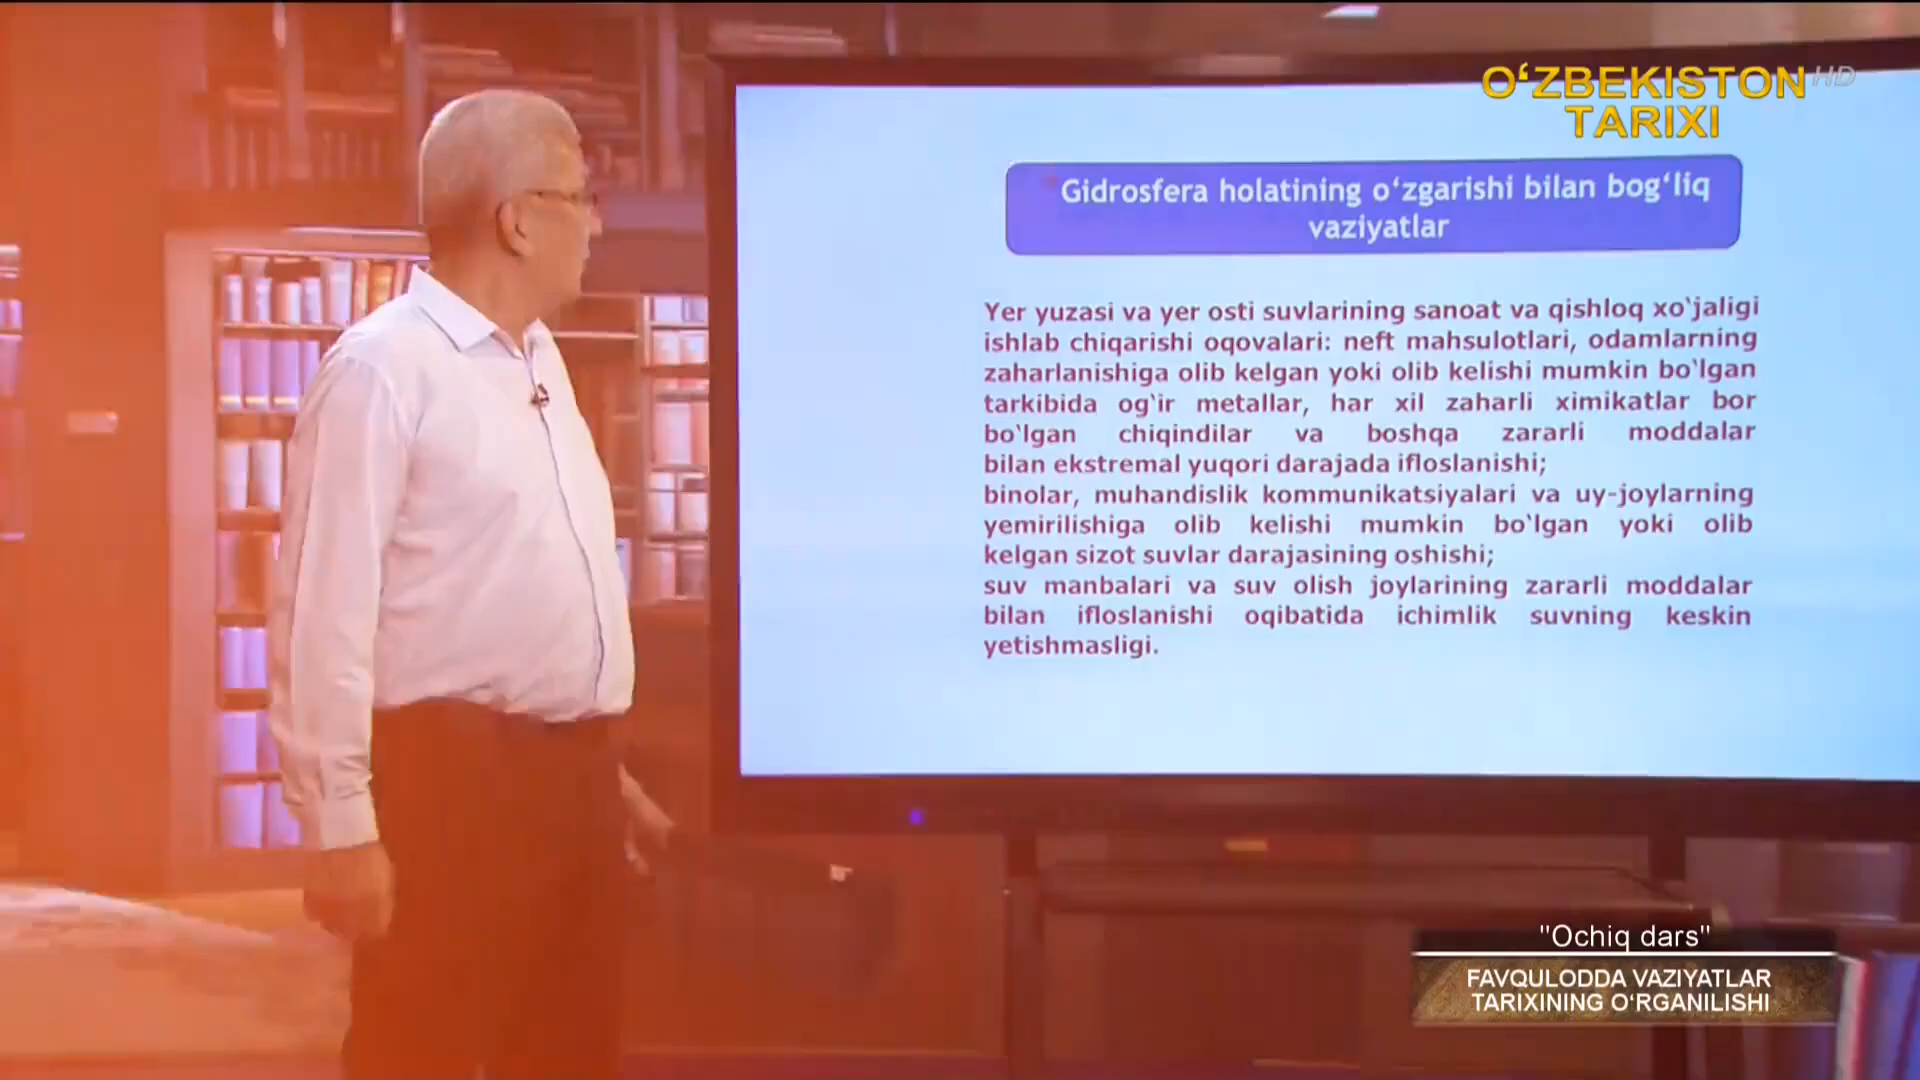 O‘ZBEKISTON HD
TARIXI
Gidrosfera holatining o‘zgarishi bilan bog‘liq
vaziyatlar
Yer yuzasi va yer osti suvlarining sanoat va qishloq xo‘jaligi
ishlab chiqarishi oqovalari: neft mahsulotlari, odamlarning
zaharlanishiga olib kelgan yoki olib kelishi mumkin bo‘lgan
tarkibida og‘ir metallar, har xil zaharli ximikatlar bor
bo‘lgan chiqindilar va boshqa zararli moddalar
bilan ekstremal yuqori darajada ifloslanishi;
binolar, muhandislik kommunikatsiyalari va uy-joylarning
yemirilishiga olib kelishi mumkin bo‘lgan yoki olib
kelgan sizot suvlar darajasining oshishi;
suv manbalari va suv olish joylarining zararli moddalar
bilan ifloslanishi oqibatida ichimlik suvning keskin
yetishmasligi.
"Ochiq dars"
FAVQULODDA VAZIYATLAR
TARIXINING O‘RGANILISHI